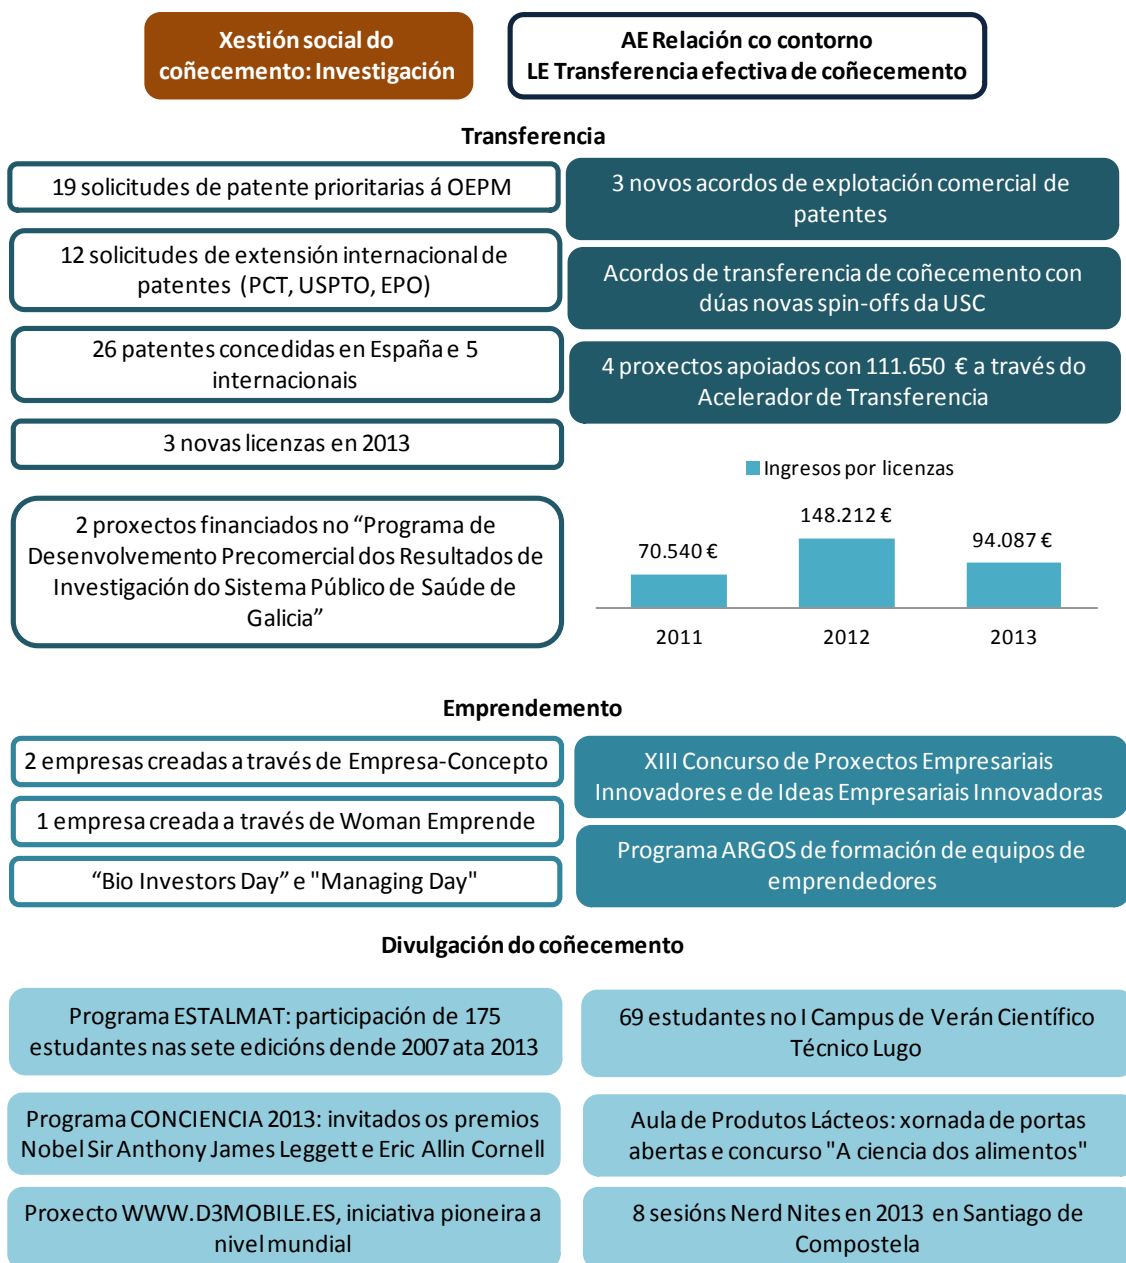 Xestión social do
coñecemento: Investigación
AE Relación co contorno
LE Transferencia efectiva de coñecemento
Transferencia
19 solicitudes de patente prioritarias á OEPM
12 solicitudes de extensión internacional de
patentes (PCT, USPTO, EPO)
26 patentes concedidas en España e 5
internacionais
3 novas licenzas en 2013
2 proxectos financiados no “Programa de
Desenvolvemento Precomercial dos Resultados de
Investigación do Sistema Público de Saúde de
Galicia”
3 novos acordos de explotación comercial de
patentes
Acordos de transferencia de coñecemento con
dúas novas spin-offs da USC
4 proxectos apoiados con 111.650 € a través do
Acelerador de Transferencia
Ingresos por licenzas
70.540 €
148.212 €
94.087 €
2011
2012
2013
Emprendemento
2 empresas creadas a través de Empresa-Concepto
1 empresa creada a través de Woman Emprende
“Bio Investors Day” e "Managing Day"
XIII Concurso de Proxectos Empresariais
Innovadores e de Ideas Empresariais Innovadoras
Programa ARGOS de formación de equipos de
emprendedores
Divulgación do coñecemento
Programa ESTALMAT: participación de 175
estudantes nas sete edicións dende 2007 ata 2013
69 estudantes no I Campus de Verán Científico
Técnico Lugo
Programa CONCIENCIA 2013: invitados os premios
Nobel Sir Anthony James Leggett e Eric Allin Cornell
Aula de Produtos Lácteos: xornada de portas
abertas e concurso "A ciencia dos alimentos"
Proxecto WWW.D3MOBILE.ES, iniciativa pioneira a
nivel mundial
8 sesións Nerd Nites en 2013 en Santiago de
Compostela